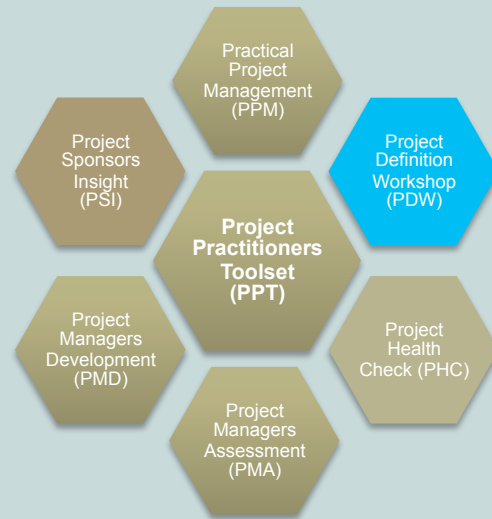 Practical
Project
Management
(PPM)
Project
Sponsors
Insight
(PSI)
Project
Definition
Workshop
(PDW)
Project
Practitioners
Toolset
(PPT)
Project
Managers
Development
(PMD)
Project
Health
Check (PHC)
Project
Managers
Assessment
(PMA)